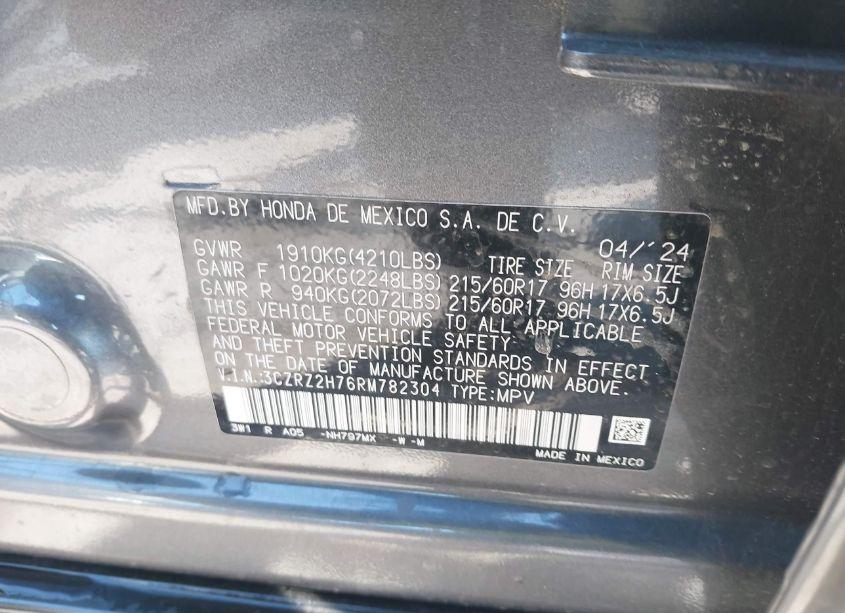 MFD.BY HONDA DE MEXICO S.A. DE C.V. 04/'24
GVWR 1910KG(4210LBS) TIRE SIZE RIM SIZE
GAWR F 1020KG(2248LBS) 215/60R17 96H 17X6.5J
GAWR R 940KG(2072LBS) 215/60R17 96H 17X6.5J
THIS VEHICLE CONFORMS TO ALL APPLICABLE
FEDERAL MOTOR VEHICLE SAFETY
AND THEFT PREVENTION STANDARDS IN EFFECT
ON THE DATE OF MANUFACTURE SHOWN ABOVE.
V.I.N.:3CZRZ2H76RM782304 TYPE:MPV
3W1 R A05 -NH797MX -W-M
MADE IN MEXICO